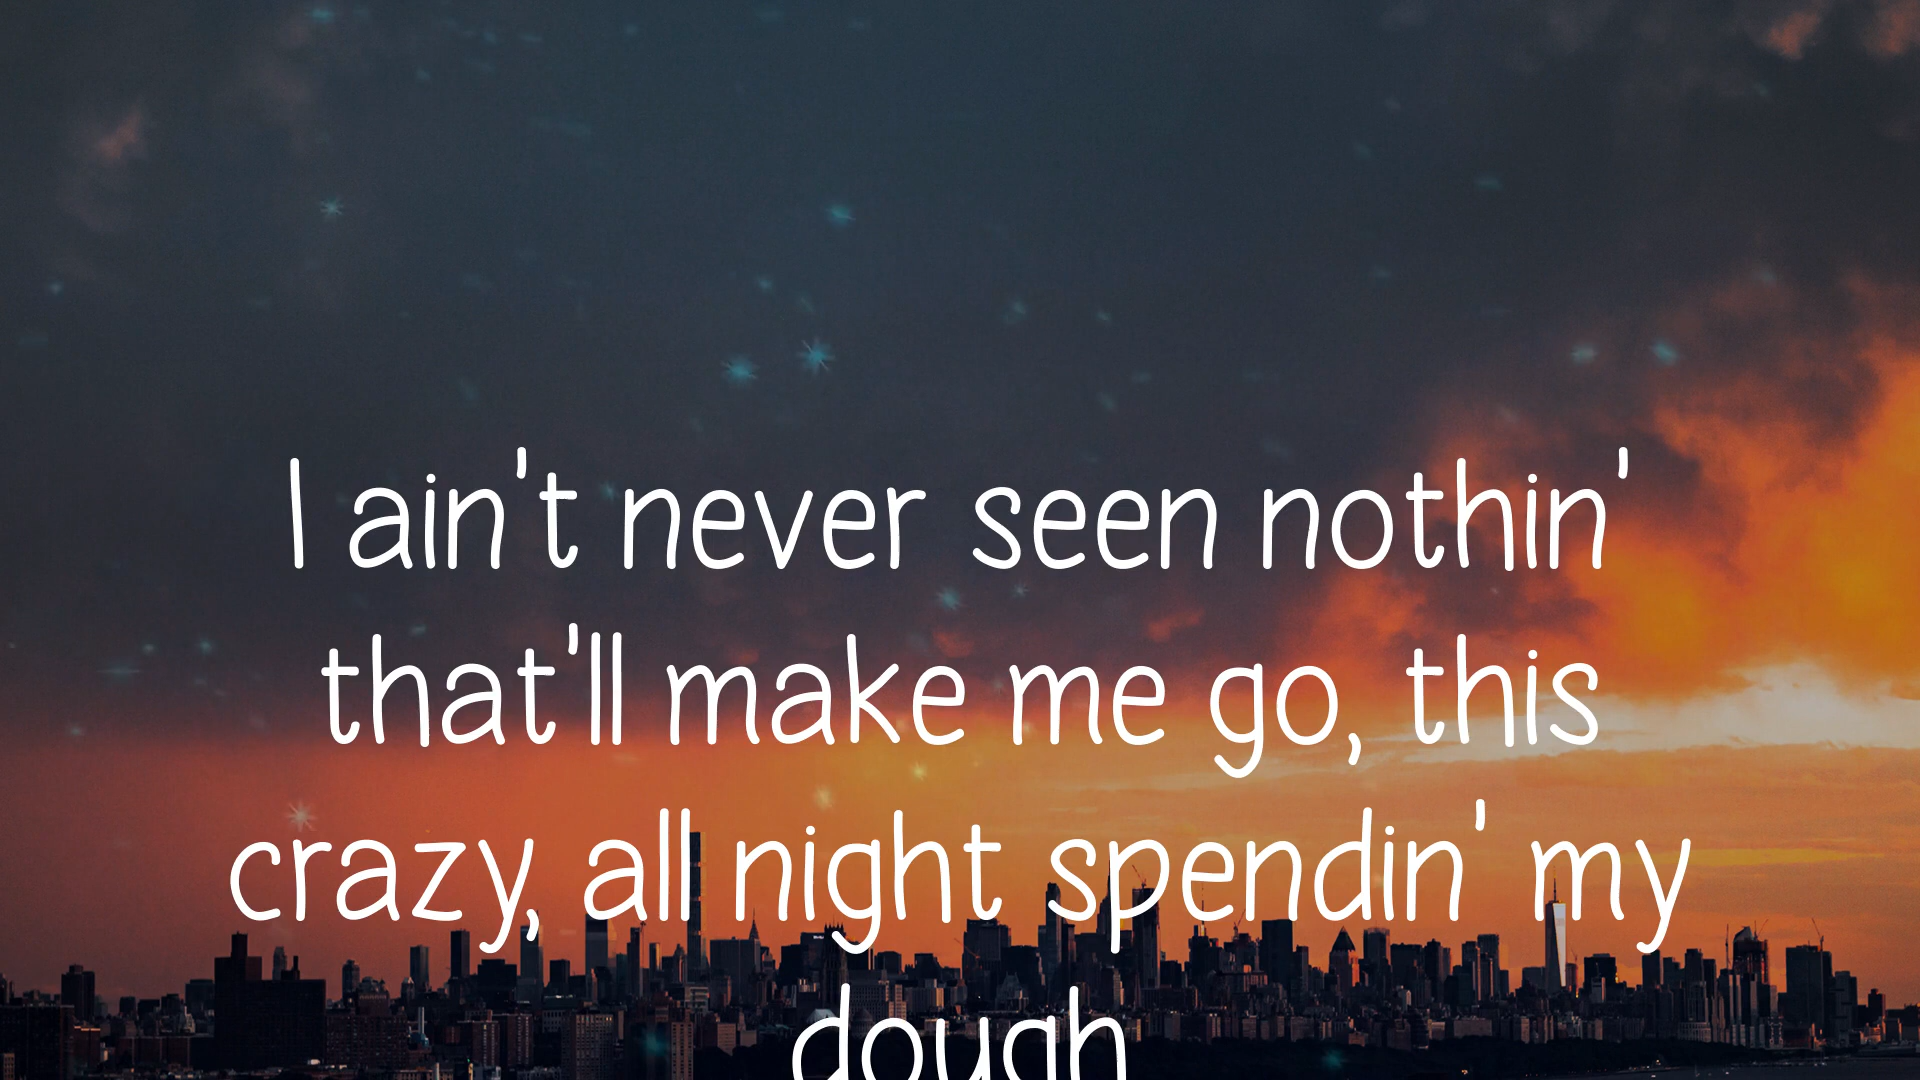 I ain't never seen nothin'
that'll make me go, this
crazy, all night spendin' my
dough